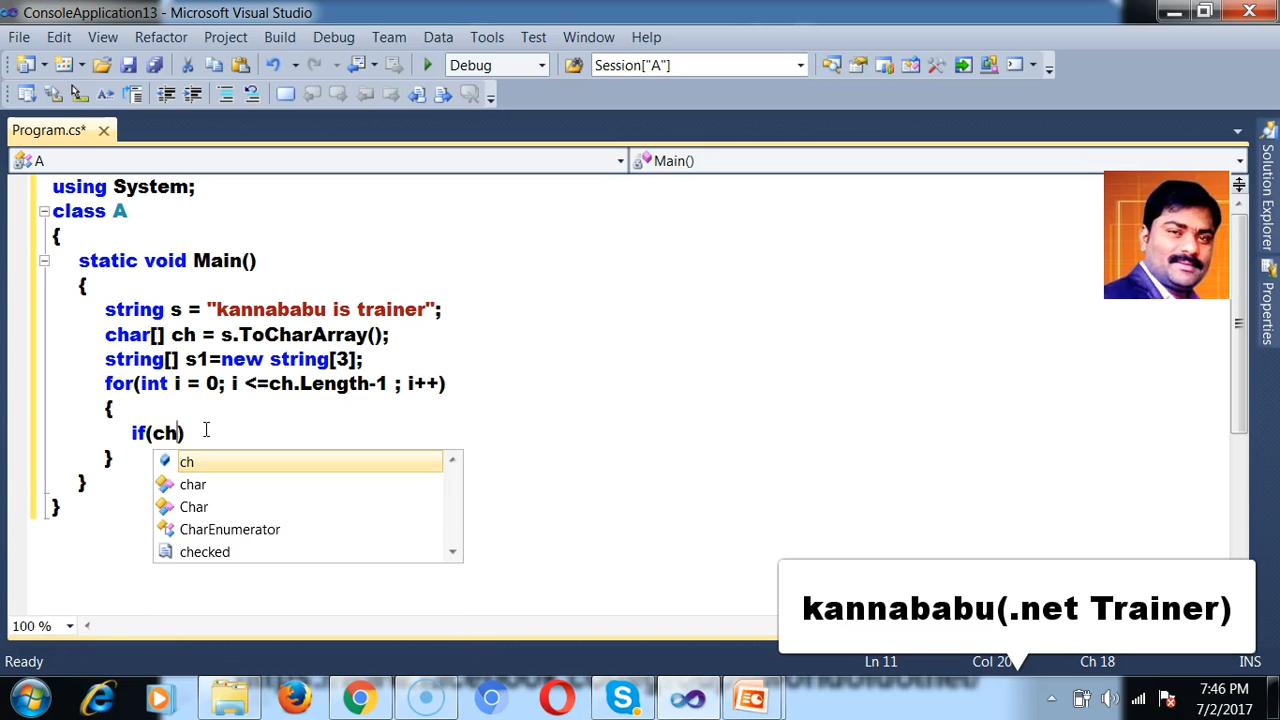 ConsoleApplication13 - Microsoft Visual Studio
File Edit View Refactor Project Build Debug Team Data Tools Test Window Help
Debug Session["A"]
Program.cs*
A Main()
using System;
class A
{
static void Main()
{
string s = "kannababu is trainer";
char[] ch = s.ToCharArray();
string[] s1=new string[3];
for(int i = 0; i <=ch.Length-1 ; i++)
{
if(ch)
}
}
}
ch
char
Char
CharEnumerator
checked
Solution Explorer
Properties
kannababu(.net Trainer)
100 %
Ready Ln 11 Col 20 Ch 18 INS
7:46 PM
7/2/2017